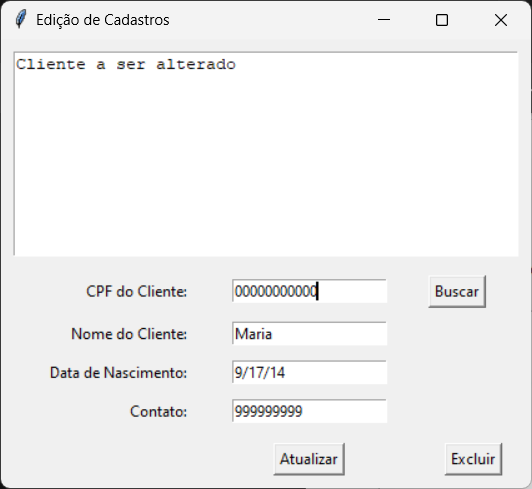 Edição de Cadastros
Cliente a ser alterado
CPF do Cliente: 00000000000 Buscar
Nome do Cliente: Maria
Data de Nascimento: 9/17/14
Contato: 999999999
Atualizar Excluir